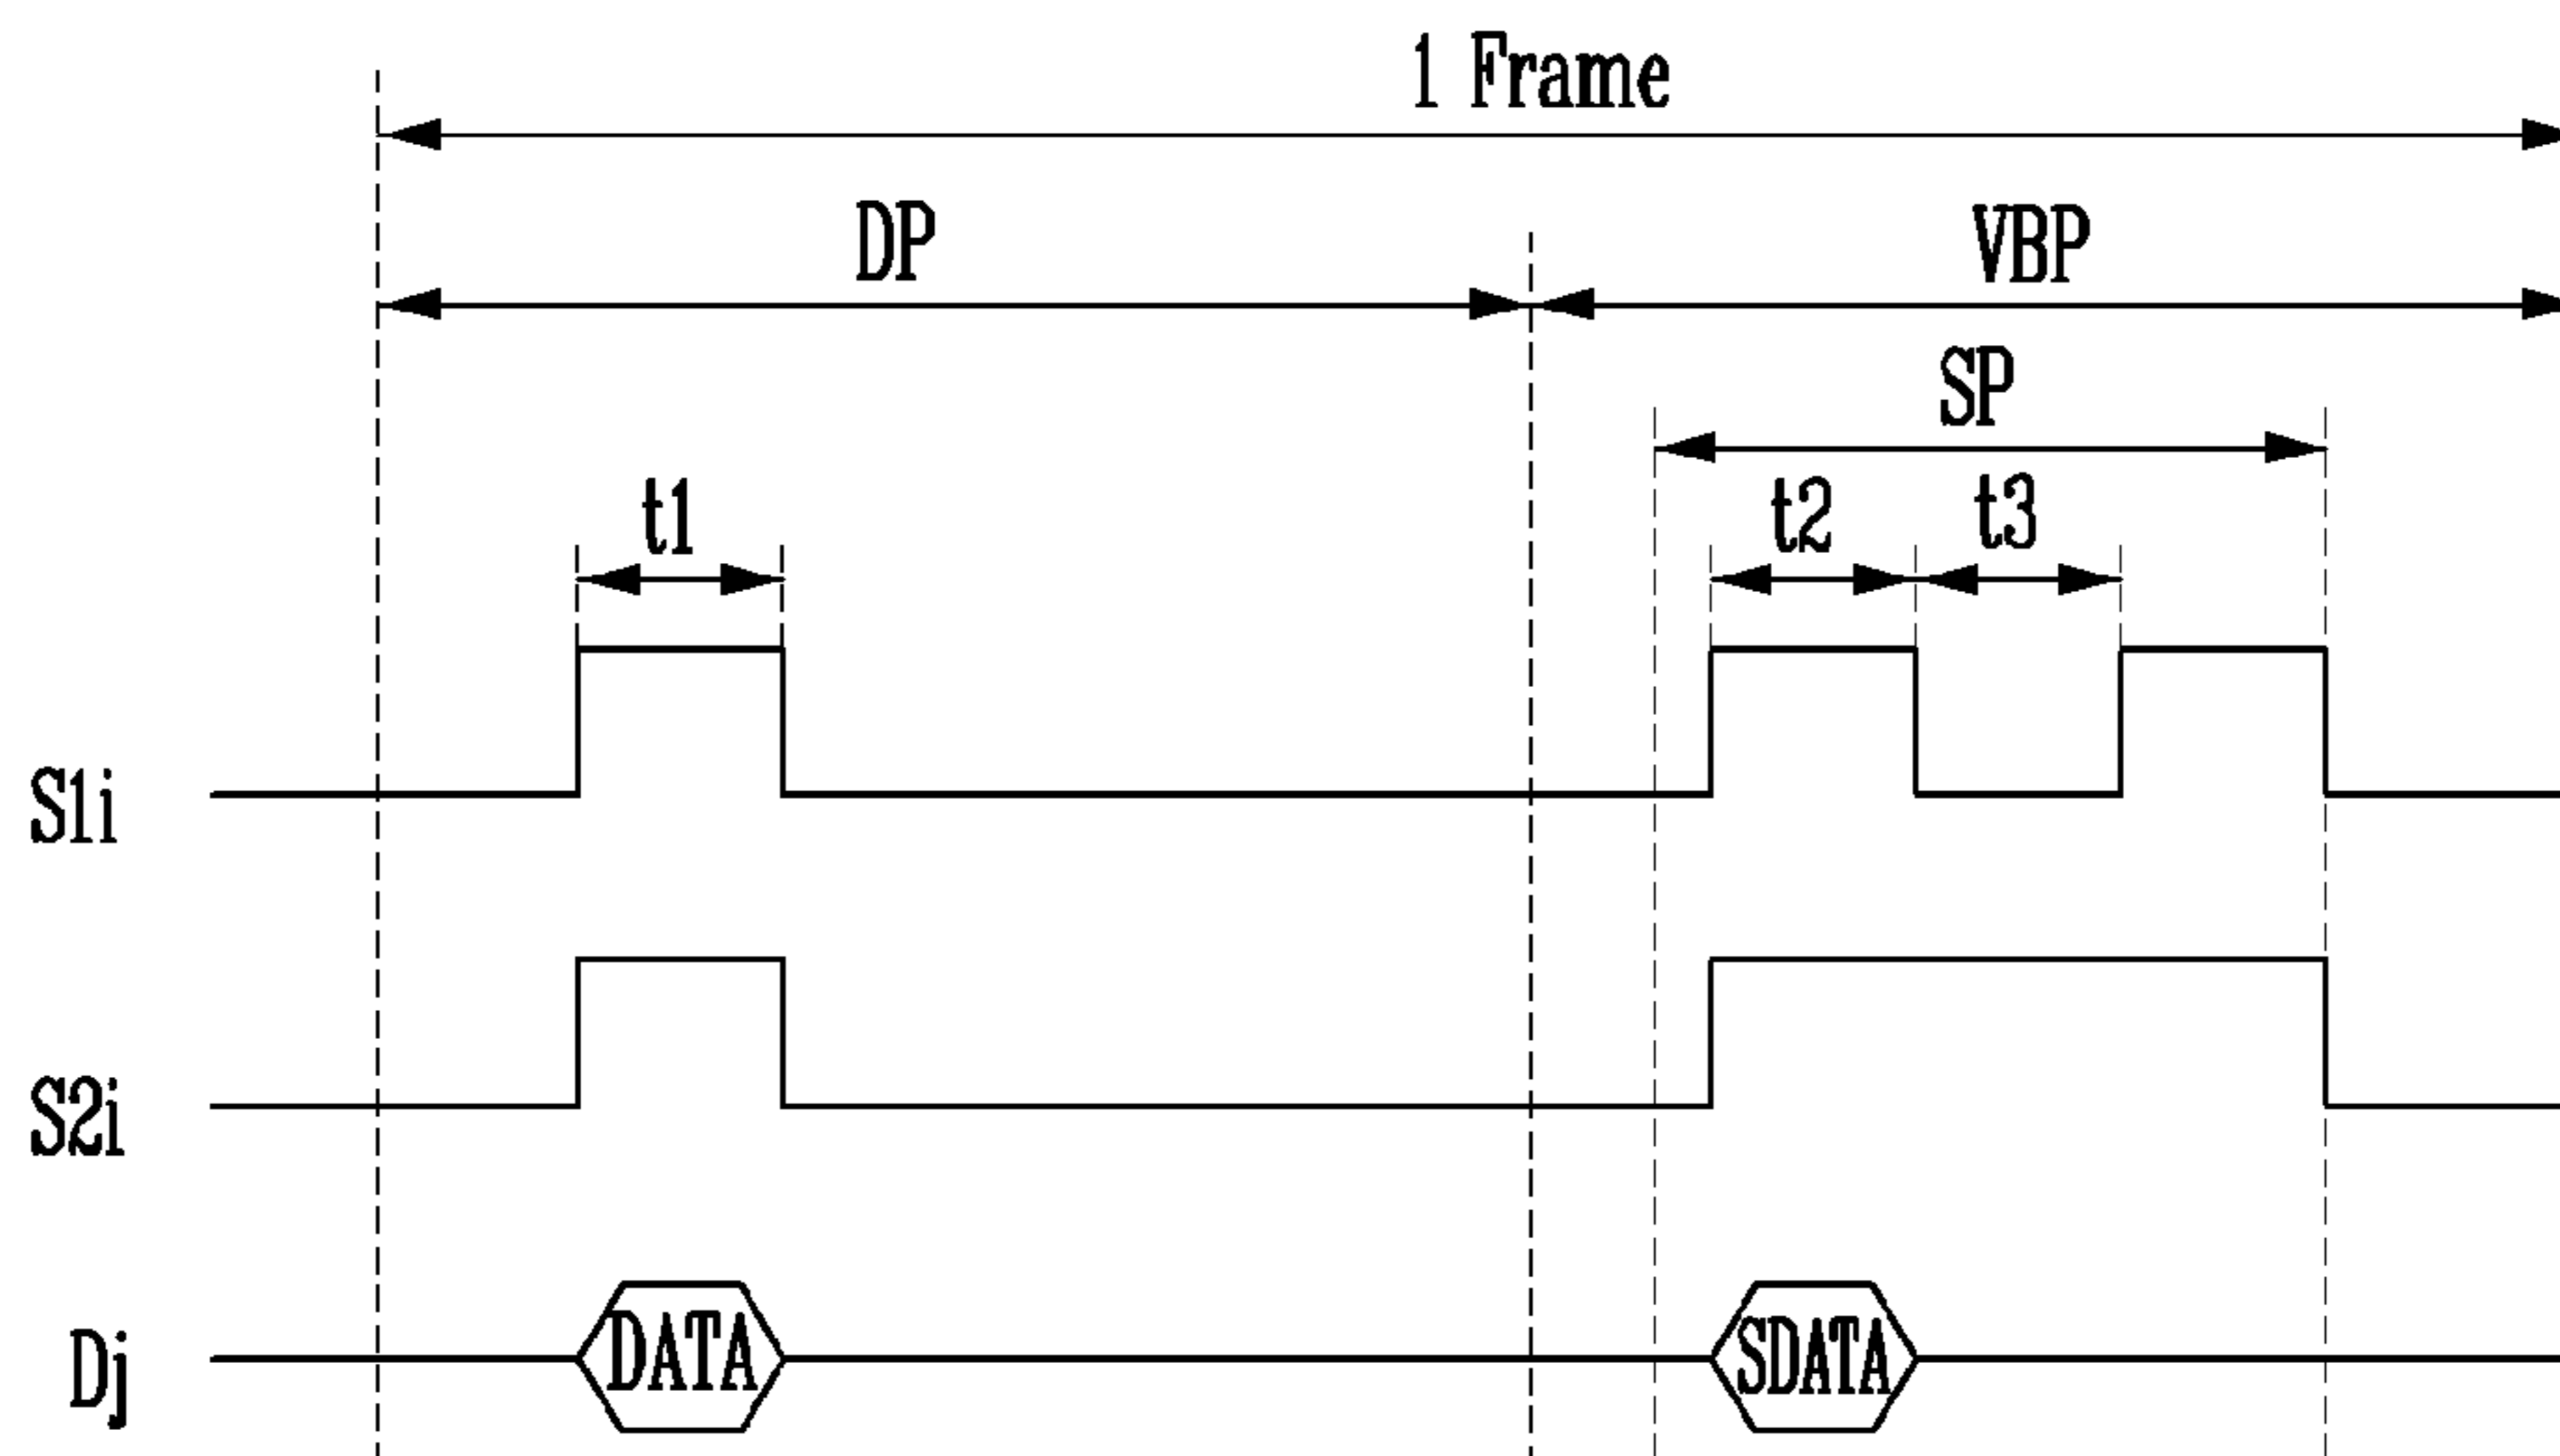 1 Frame
DP
VBP
SP
t1
t2
t3
S1i
S2i
Dj
DATA
SDATA